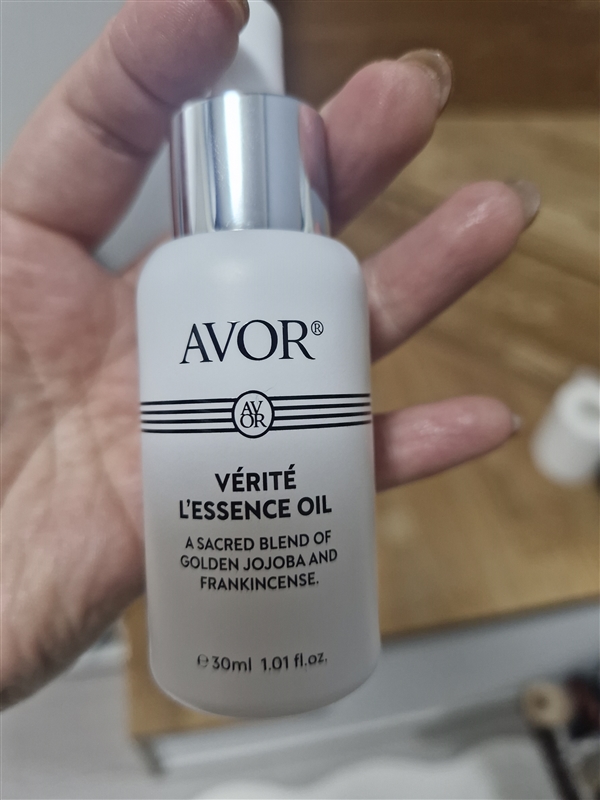 AVOR®
AV
OR
VÉRITÉ
L'ESSENCE OIL
A SACRED BLEND OF
GOLDEN JOJOBA AND
FRANKINCENSE.
℮30ml 1.01 fl.oz.